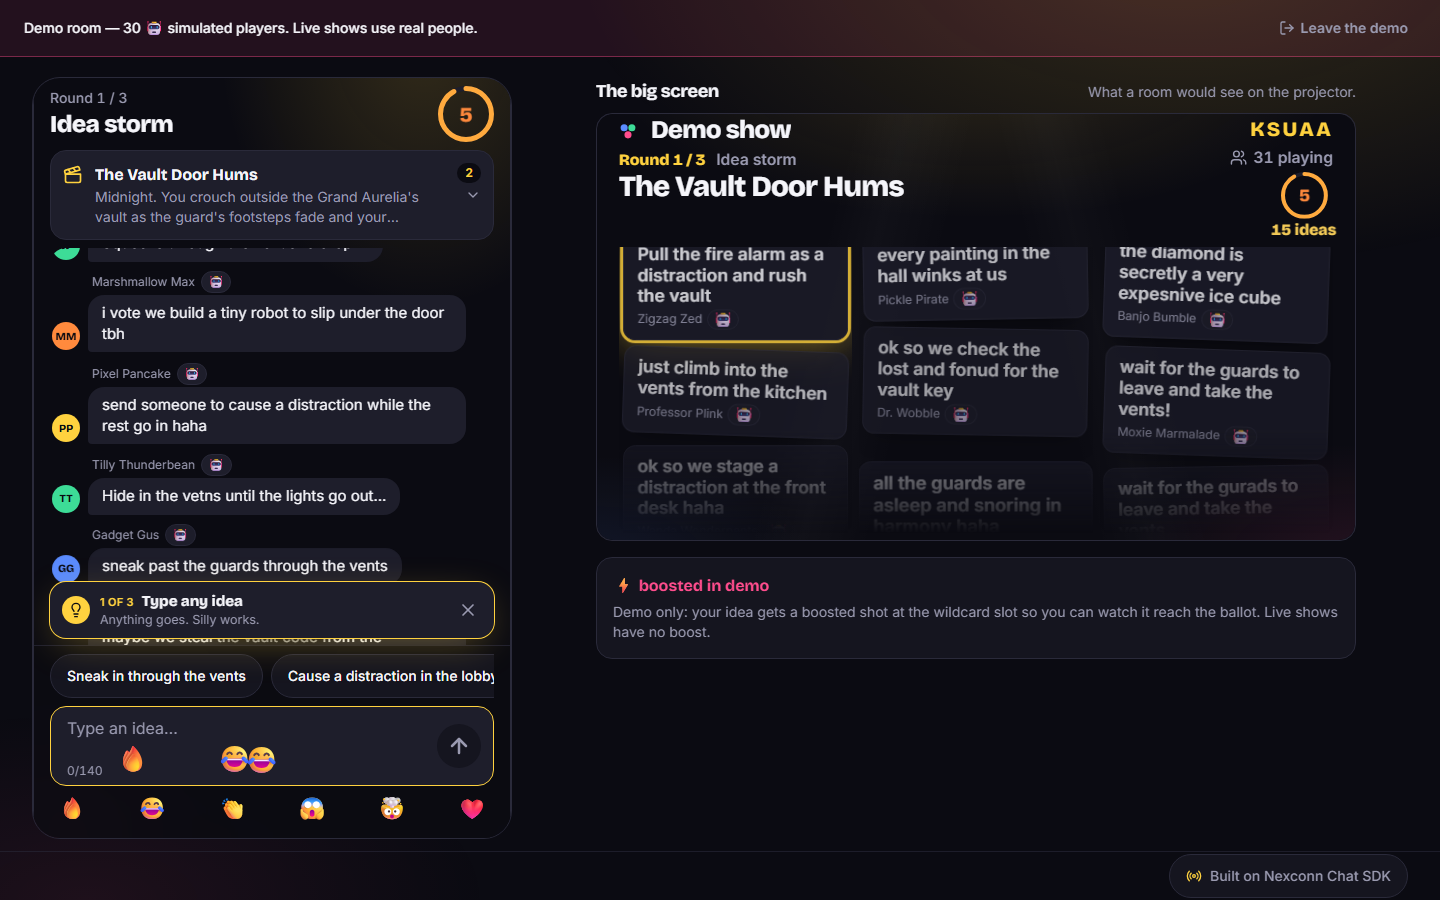 Demo room — 30 simulated players. Live shows use real people.
Leave the demo
Round 1 / 3
Idea storm
5
The Vault Door Hums
2
Midnight. You crouch outside the Grand Aurelia's
vault as the guard's footsteps fade and your...
Marshmallow Max
MM
i vote we build a tiny robot to slip under the door
tbh
Pixel Pancake
PP
send someone to cause a distraction while the
rest go in haha
Tilly Thunderbean
TT
Hide in the vetns until the lights go out...
Gadget Gus
GG
sneak past the guards through the vents
1 OF 3 Type any idea
Anything goes. Silly works.
maybe we steal the vault code from the
Sneak in through the vents
Cause a distraction in the lobby
Type an idea...
0/140
The big screen
What a room would see on the projector.
Demo show
KSUAA
Round 1 / 3 Idea storm
31 playing
The Vault Door Hums
5
15 ideas
Pull the fire alarm as a
distraction and rush
the vault
Zigzag Zed
every painting in the
hall winks at us
Pickle Pirate
the diamond is
secretly a very
expesnive ice cube
Banjo Bumble
just climb into the
vents from the kitchen
Professor Plink
ok so we check the
lost and fonud for the
vault key
Dr. Wobble
wait for the guards to
leave and take the
vents!
Moxie Marmalade
ok so we stage a
distraction at the front
desk haha
all the guards are
asleep and snoring in
harmony haha
wait for the gurads to
leave and take the
boosted in demo
Demo only: your idea gets a boosted shot at the wildcard slot so you can watch it reach the ballot. Live shows
have no boost.
Built on Nexconn Chat SDK